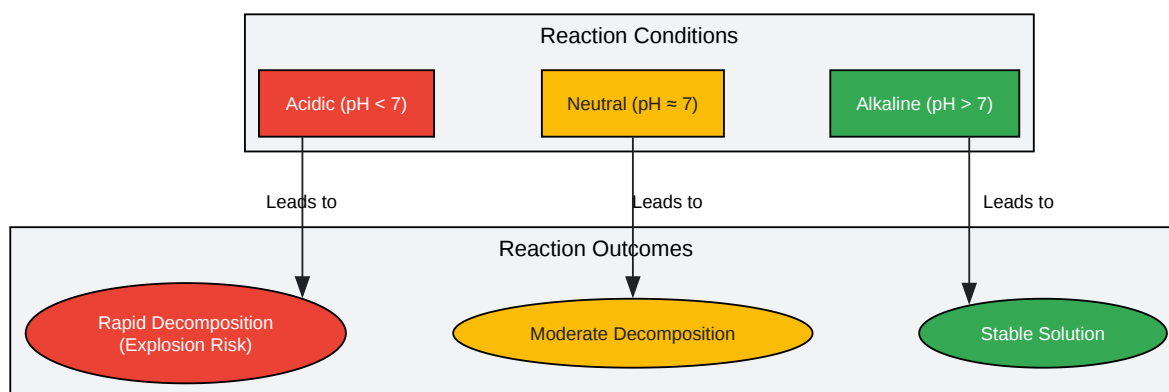 Reaction Conditions
Acidic (pH < 7)
Neutral (pH ≈ 7)
Alkaline (pH > 7)
Leads to
Leads to
Leads to
Reaction Outcomes
Rapid Decomposition
(Explosion Risk)
Moderate Decomposition
Stable Solution